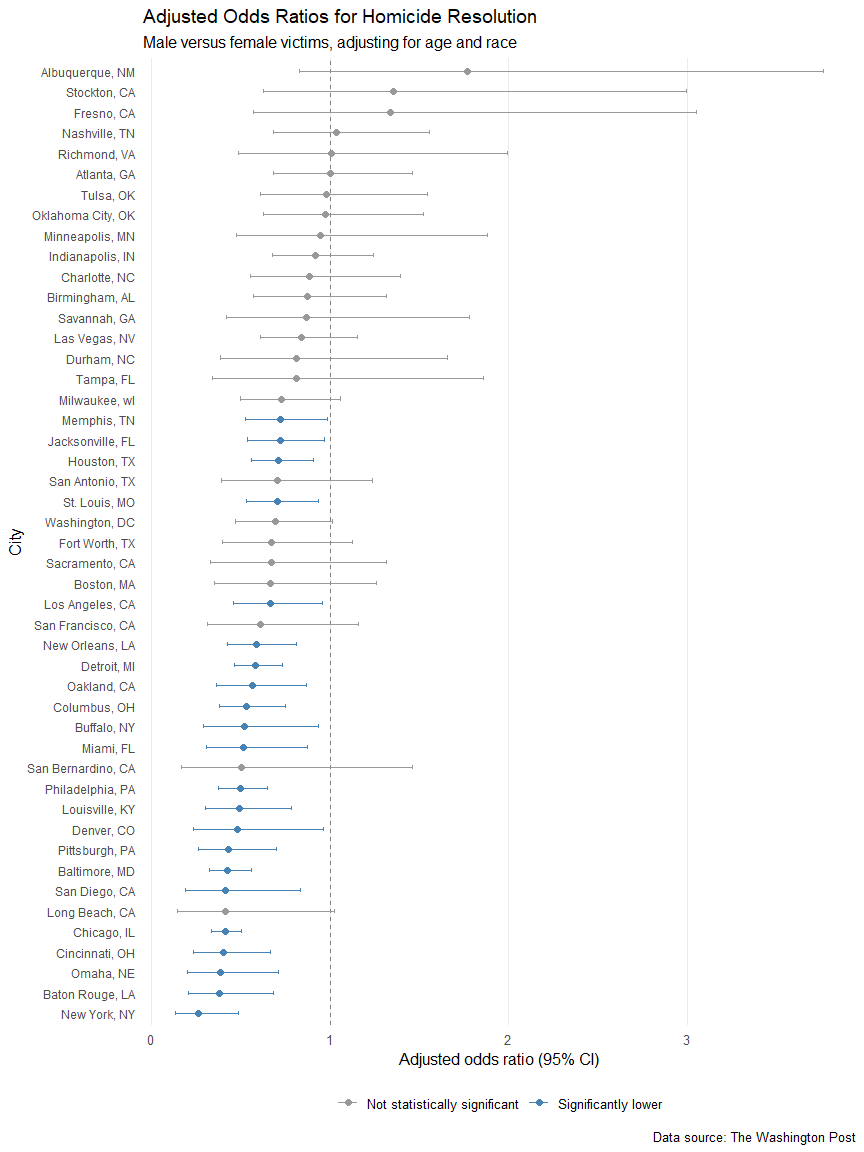 Adjusted Odds Ratios for Homicide Resolution
Male versus female victims, adjusting for age and race
City
Albuquerque, NM
Stockton, CA
Fresno, CA
Nashville, TN
Richmond, VA
Atlanta, GA
Tulsa, OK
Oklahoma City, OK
Minneapolis, MN
Indianapolis, IN
Charlotte, NC
Birmingham, AL
Savannah, GA
Las Vegas, NV
Durham, NC
Tampa, FL
Milwaukee, wI
Memphis, TN
Jacksonville, FL
Houston, TX
San Antonio, TX
St. Louis, MO
Washington, DC
Fort Worth, TX
Sacramento, CA
Boston, MA
Los Angeles, CA
San Francisco, CA
New Orleans, LA
Detroit, MI
Oakland, CA
Columbus, OH
Buffalo, NY
Miami, FL
San Bernardino, CA
Philadelphia, PA
Louisville, KY
Denver, CO
Pittsburgh, PA
Baltimore, MD
San Diego, CA
Long Beach, CA
Chicago, IL
Cincinnati, OH
Omaha, NE
Baton Rouge, LA
New York, NY
0 1 2 3
Adjusted odds ratio (95% CI)
Not statistically significant Significantly lower
Data source: The Washington Post